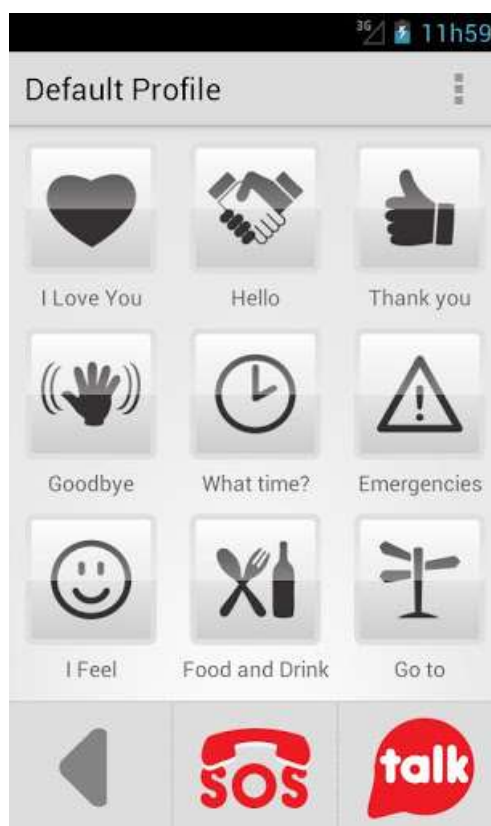 3G 11h59
Default Profile
I Love You Hello Thank you
Goodbye What time? Emergencies
I Feel Food and Drink Go to
SOS talk